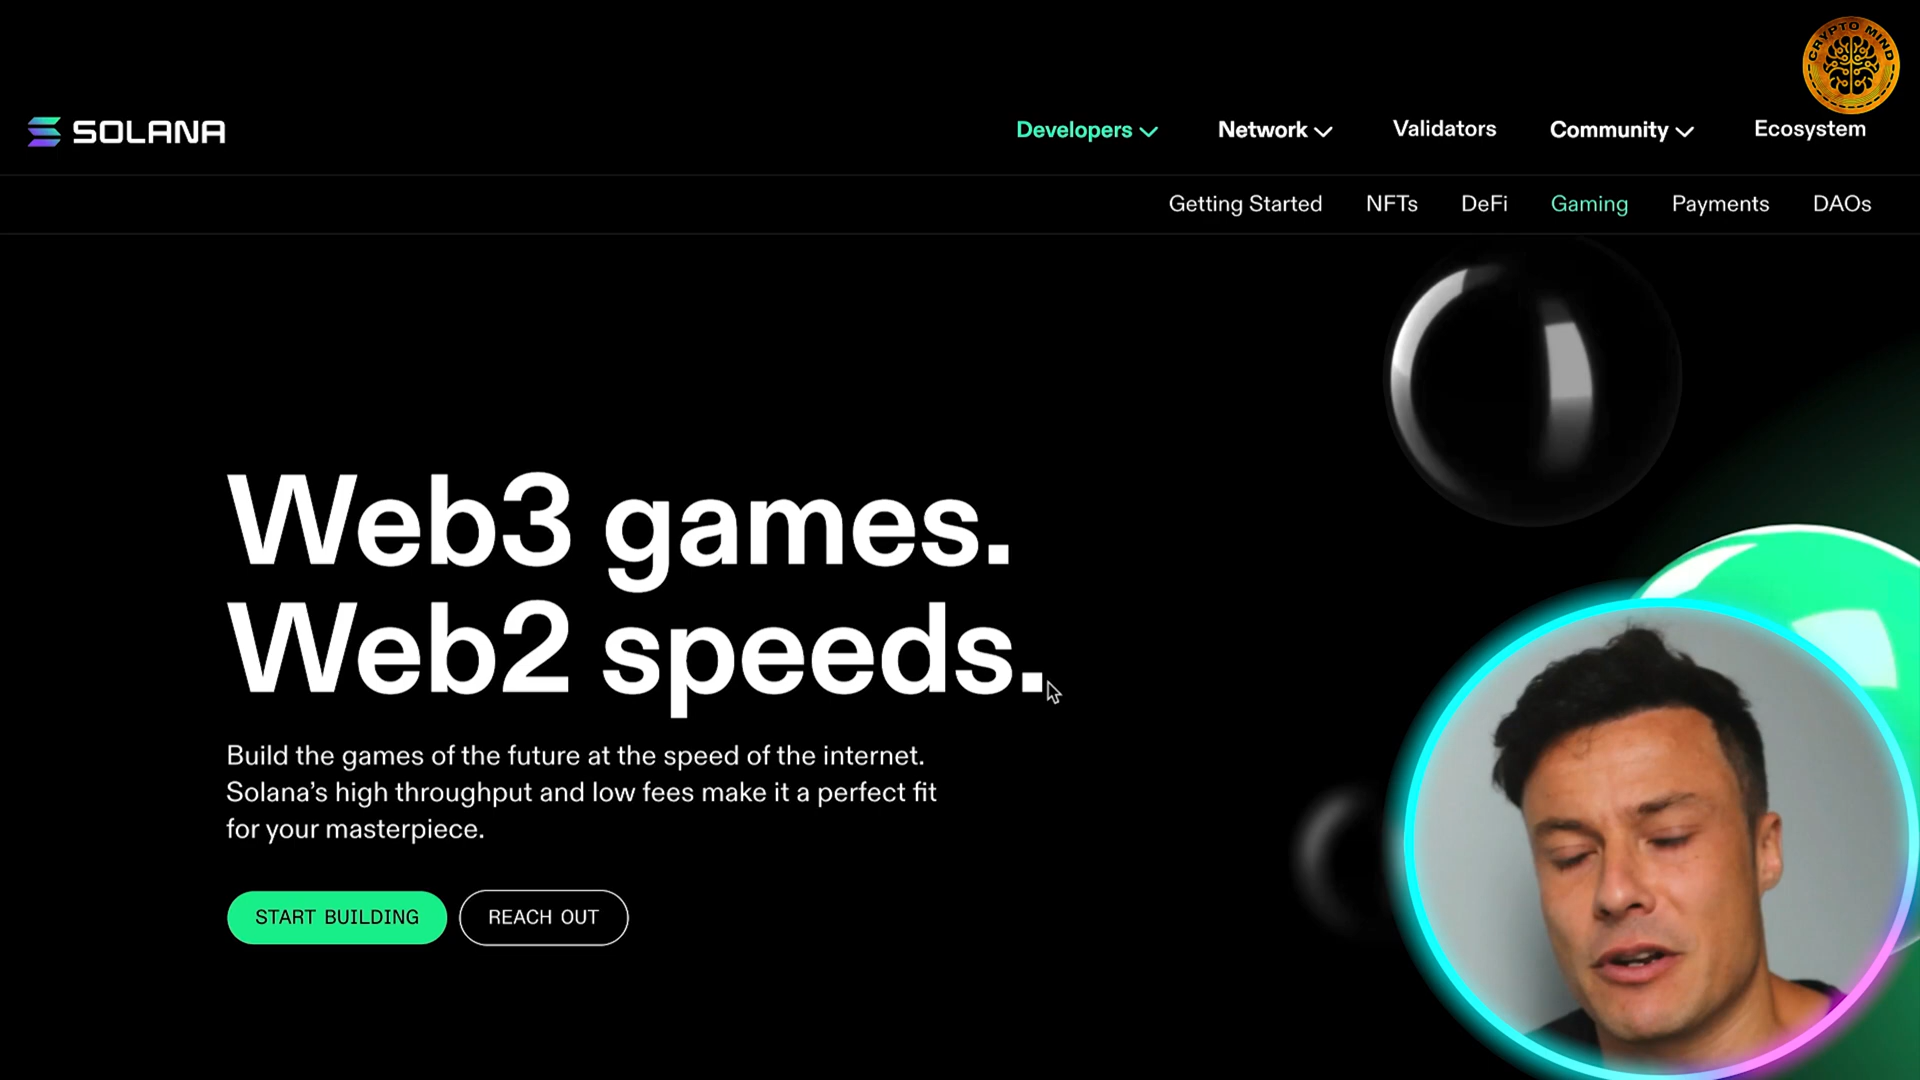 CRYPTO MIND
SOLANA
Developers
Network
Validators
Community
Ecosystem
Getting Started
NFTs
DeFi
Gaming
Payments
DAOs
Web3 games.
Web2 speeds.
Build the games of the future at the speed of the internet.
Solana’s high throughput and low fees make it a perfect fit
for your masterpiece.
START BUILDING
REACH OUT